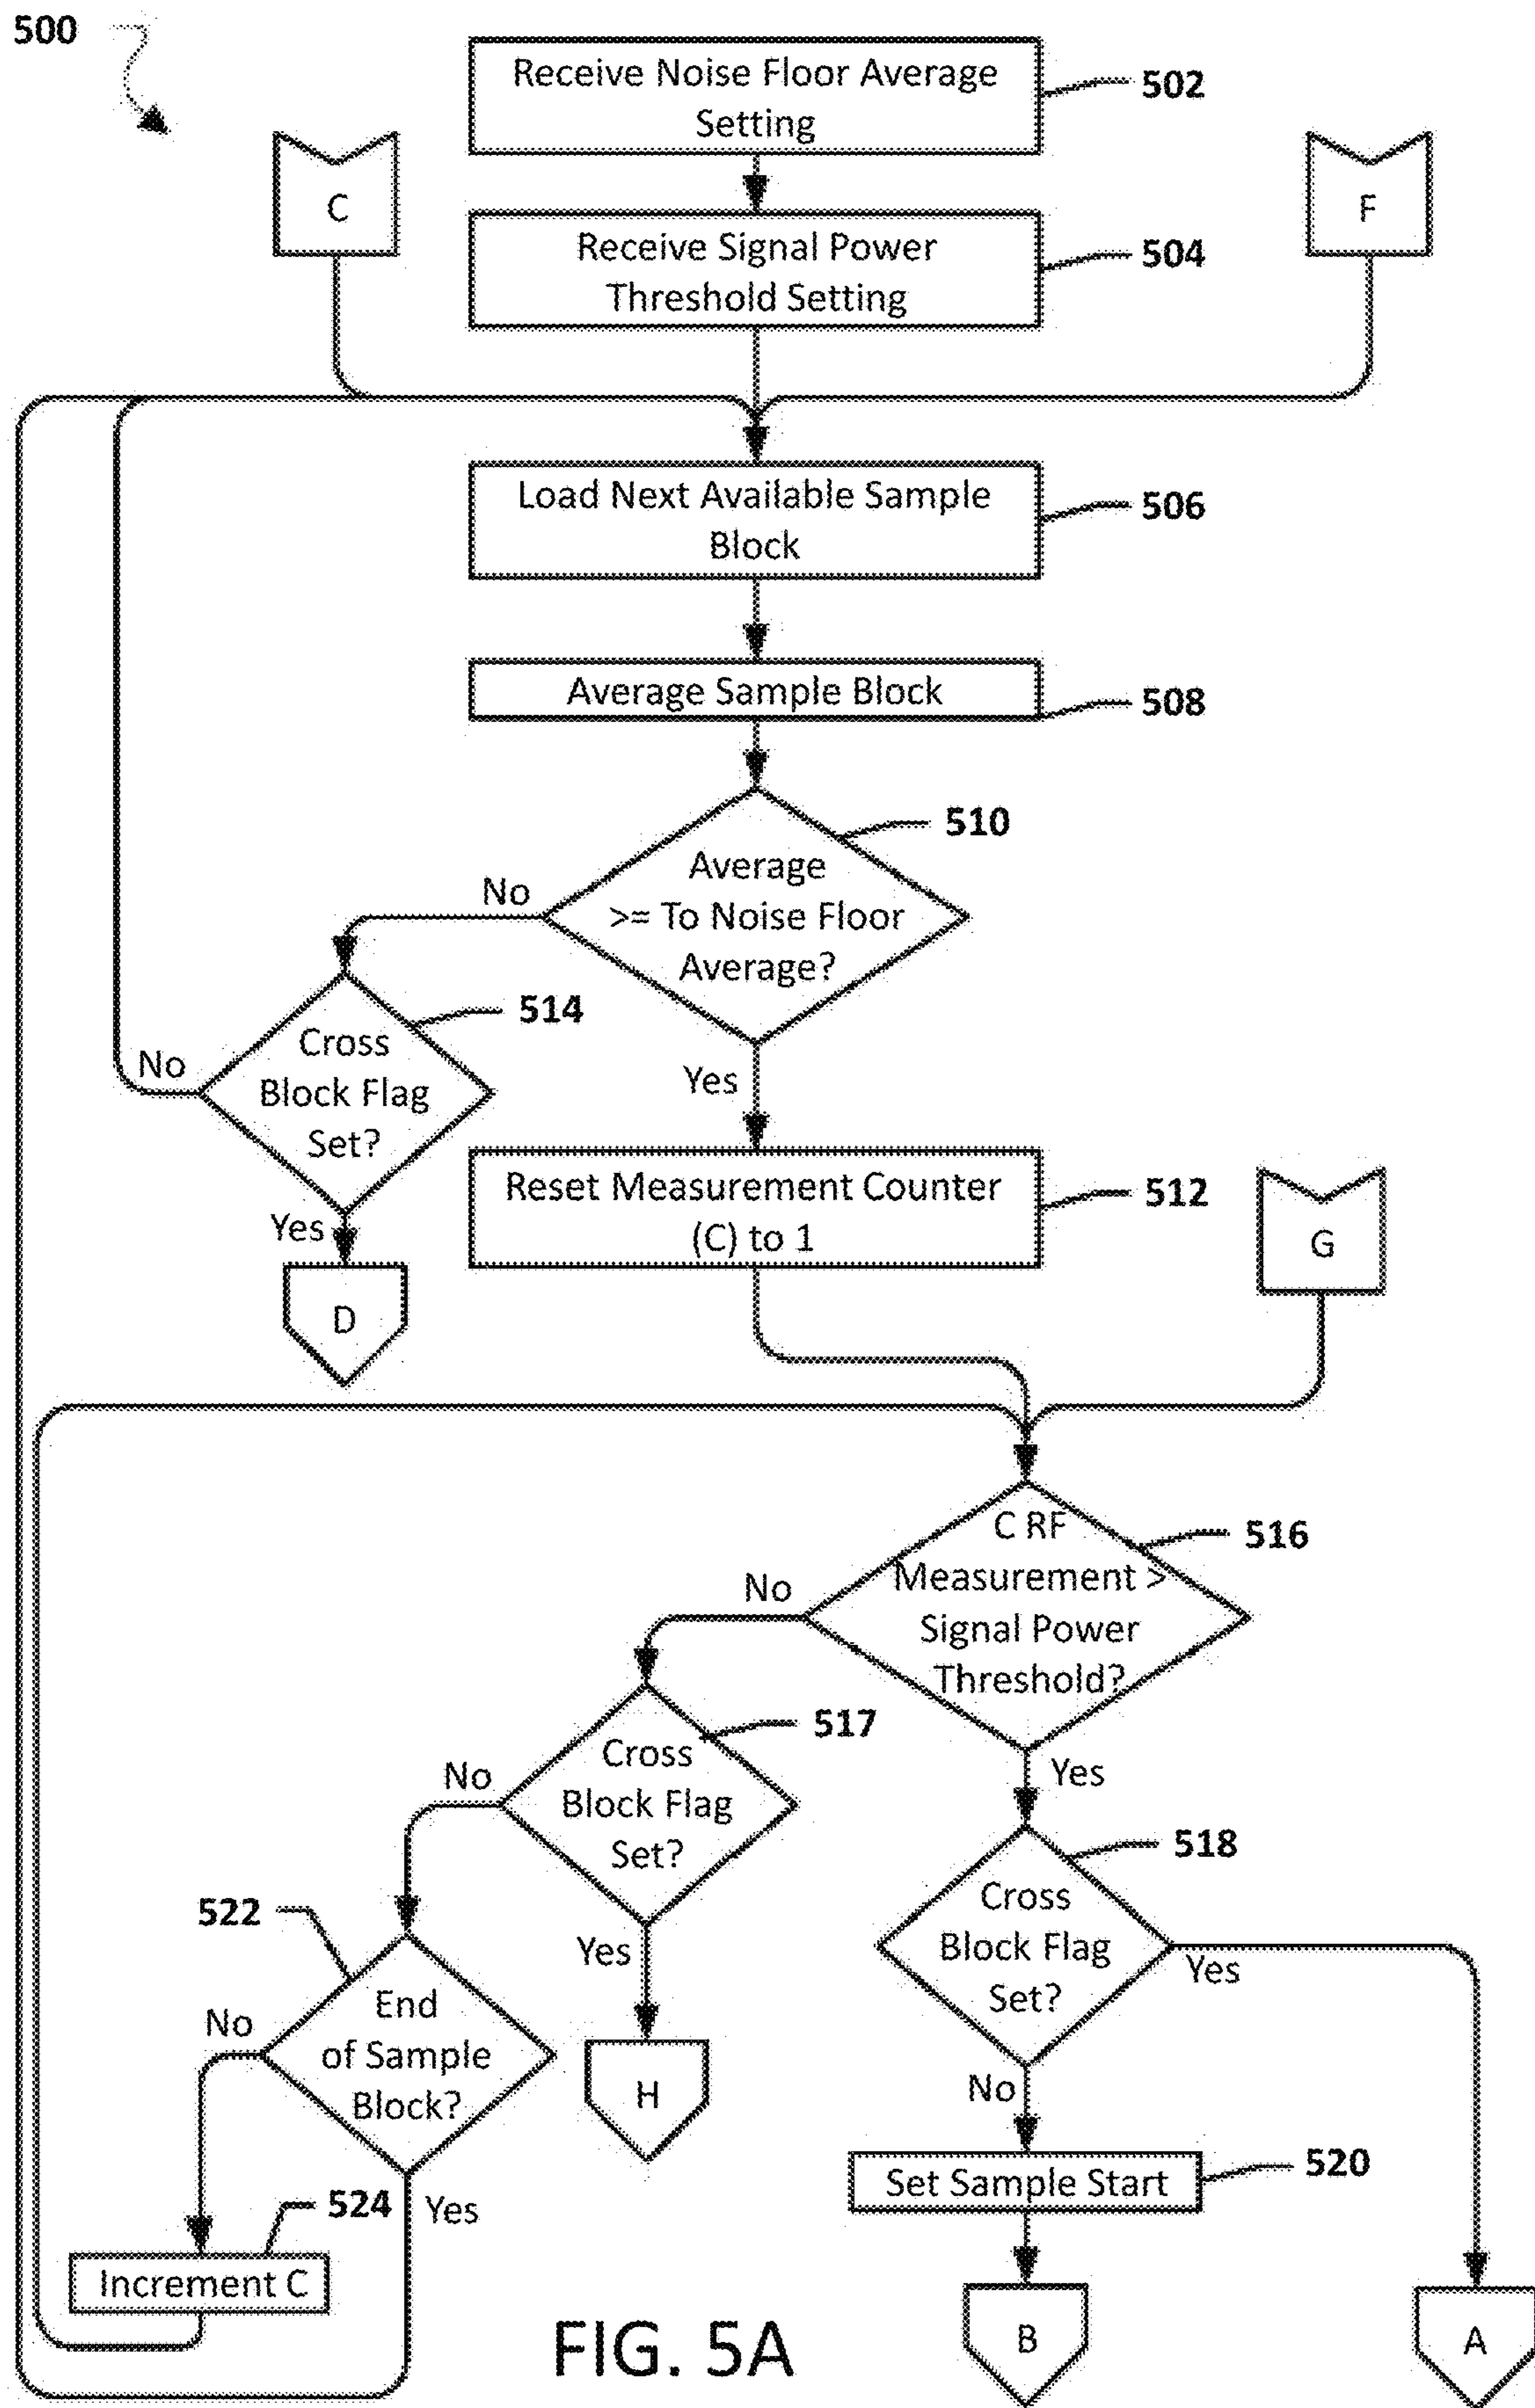 500
Receive Noise Floor Average
Setting
502
C
F
Receive Signal Power
Threshold Setting
504
Load Next Available Sample
Block
506
Average Sample Block
508
510
Average
>= To Noise Floor
Average?
No
514
Cross
Block Flag
Set?
No
Yes
Yes
D
Reset Measurement Counter
(C) to 1
512
G
C RF
Measurement >
Signal Power
Threshold?
516
No
Yes
517
Cross
Block Flag
Set?
No
Yes
518
Cross
Block Flag
Set?
Yes
No
522
End
of Sample
Block?
No
Yes
H
Set Sample Start
520
524
Increment C
B
A
FIG. 5A